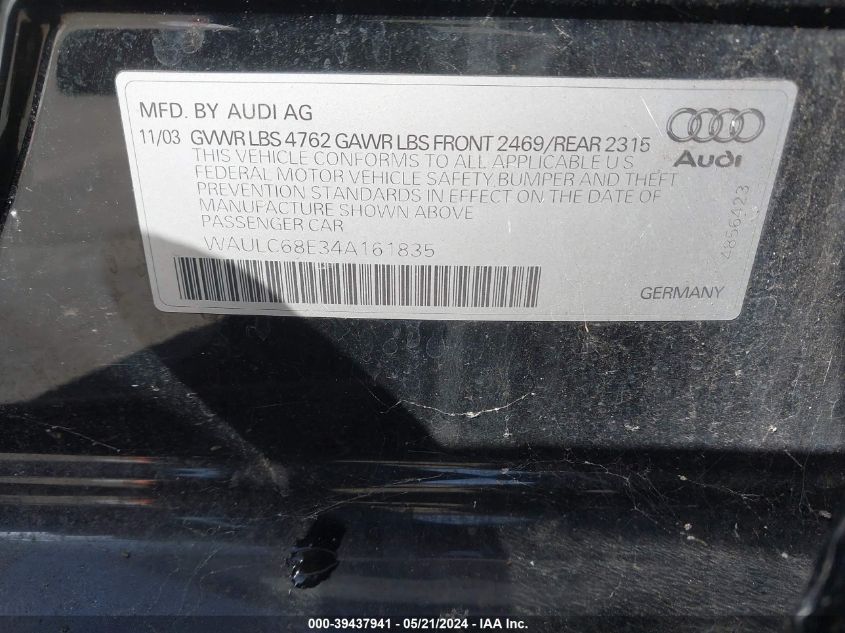 MFD. BY AUDI AG
11/03 GVWR LBS 4762 GAWR LBS FRONT 2469/REAR 2315
THIS VEHICLE CONFORMS TO ALL APPLICABLE U S
FEDERAL MOTOR VEHICLE SAFETY,BUMPER AND THEFT
PREVENTION STANDARDS IN EFFECT ON THE DATE OF
MANUFACTURE SHOWN ABOVE
PASSENGER CAR
WAULC68E34A161835
Audi
4856423
GERMANY
000-39437941 - 05/21/2024 - IAA Inc.